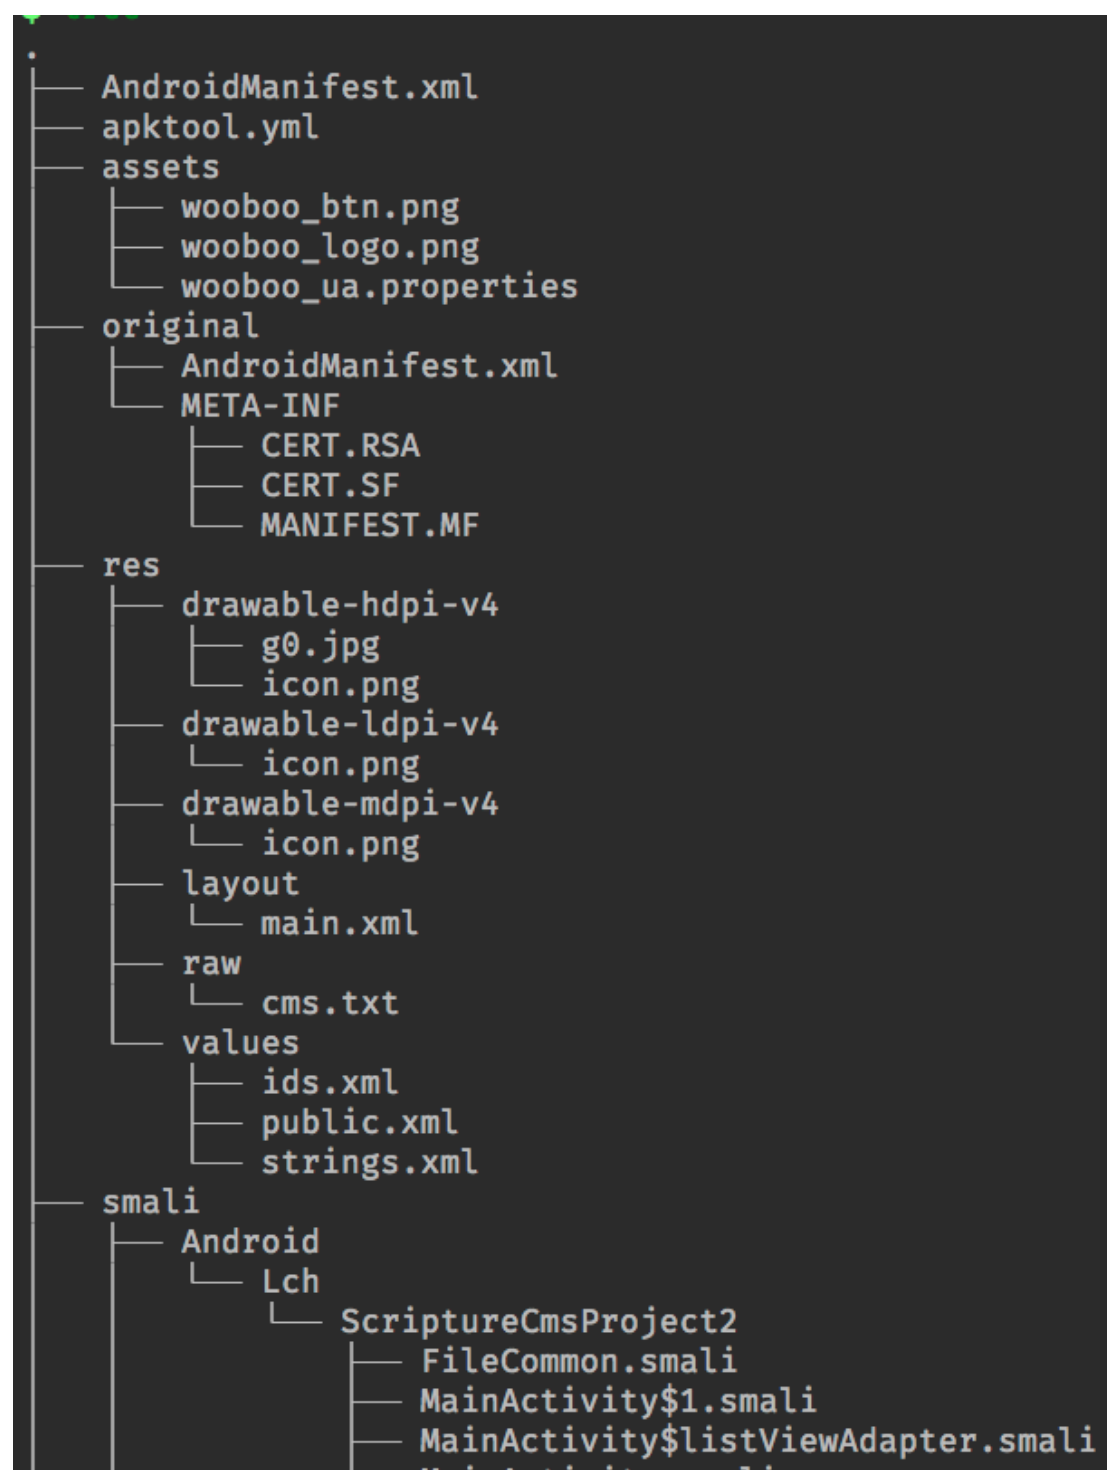 .
├── AndroidManifest.xml
├── apktool.yml
├── assets
│   ├── wooboo_btn.png
│   ├── wooboo_logo.png
│   └── wooboo_ua.properties
├── original
│   ├── AndroidManifest.xml
│   └── META-INF
│       ├── CERT.RSA
│       ├── CERT.SF
│       └── MANIFEST.MF
├── res
│   ├── drawable-hdpi-v4
│   │   ├── g0.jpg
│   │   └── icon.png
│   ├── drawable-ldpi-v4
│   │   └── icon.png
│   ├── drawable-mdpi-v4
│   │   └── icon.png
│   ├── layout
│   │   └── main.xml
│   ├── raw
│   │   └── cms.txt
│   └── values
│       ├── ids.xml
│       ├── public.xml
│       └── strings.xml
├── smali
│   ├── Android
│   │   └── Lch
│   │       └── ScriptureCmsProject2
│   │           ├── FileCommon.smali
│   │           ├── MainActivity$1.smali
│   │           ├── MainActivity$listViewAdapter.smali